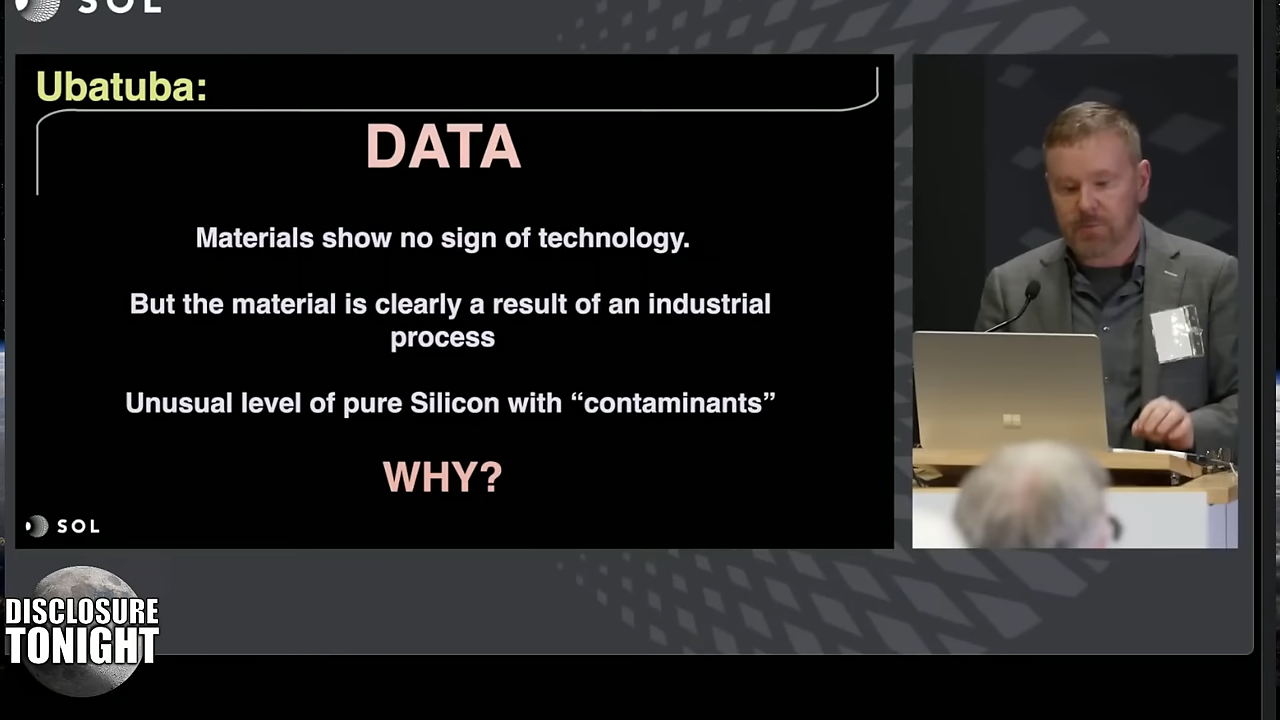 SOL
Ubatuba:
DATA
Materials show no sign of technology.
But the material is clearly a result of an industrial
process
Unusual level of pure Silicon with “contaminants”
WHY?
SOL
DISCLOSURE
TONIGHT